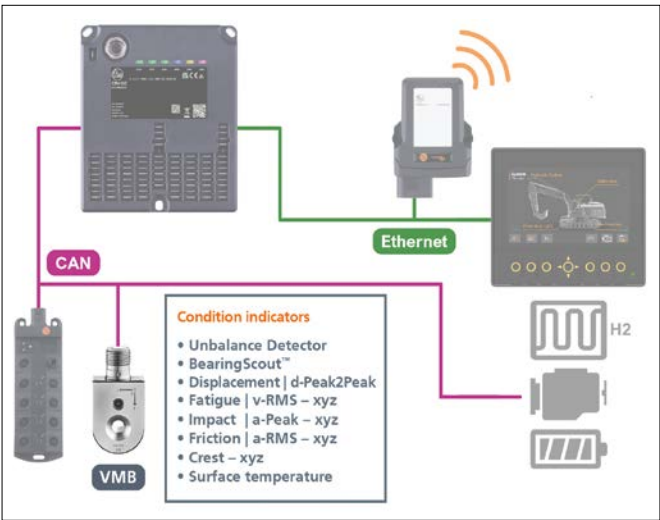 Ethernet
CAN
H2
Condition indicators
• Unbalance Detector
• BearingScout™
• Displacement | d-Peak2Peak
• Fatigue | v-RMS – xyz
• Impact | a-Peak – xyz
• Friction | a-RMS – xyz
• Crest – xyz
• Surface temperature
VMB